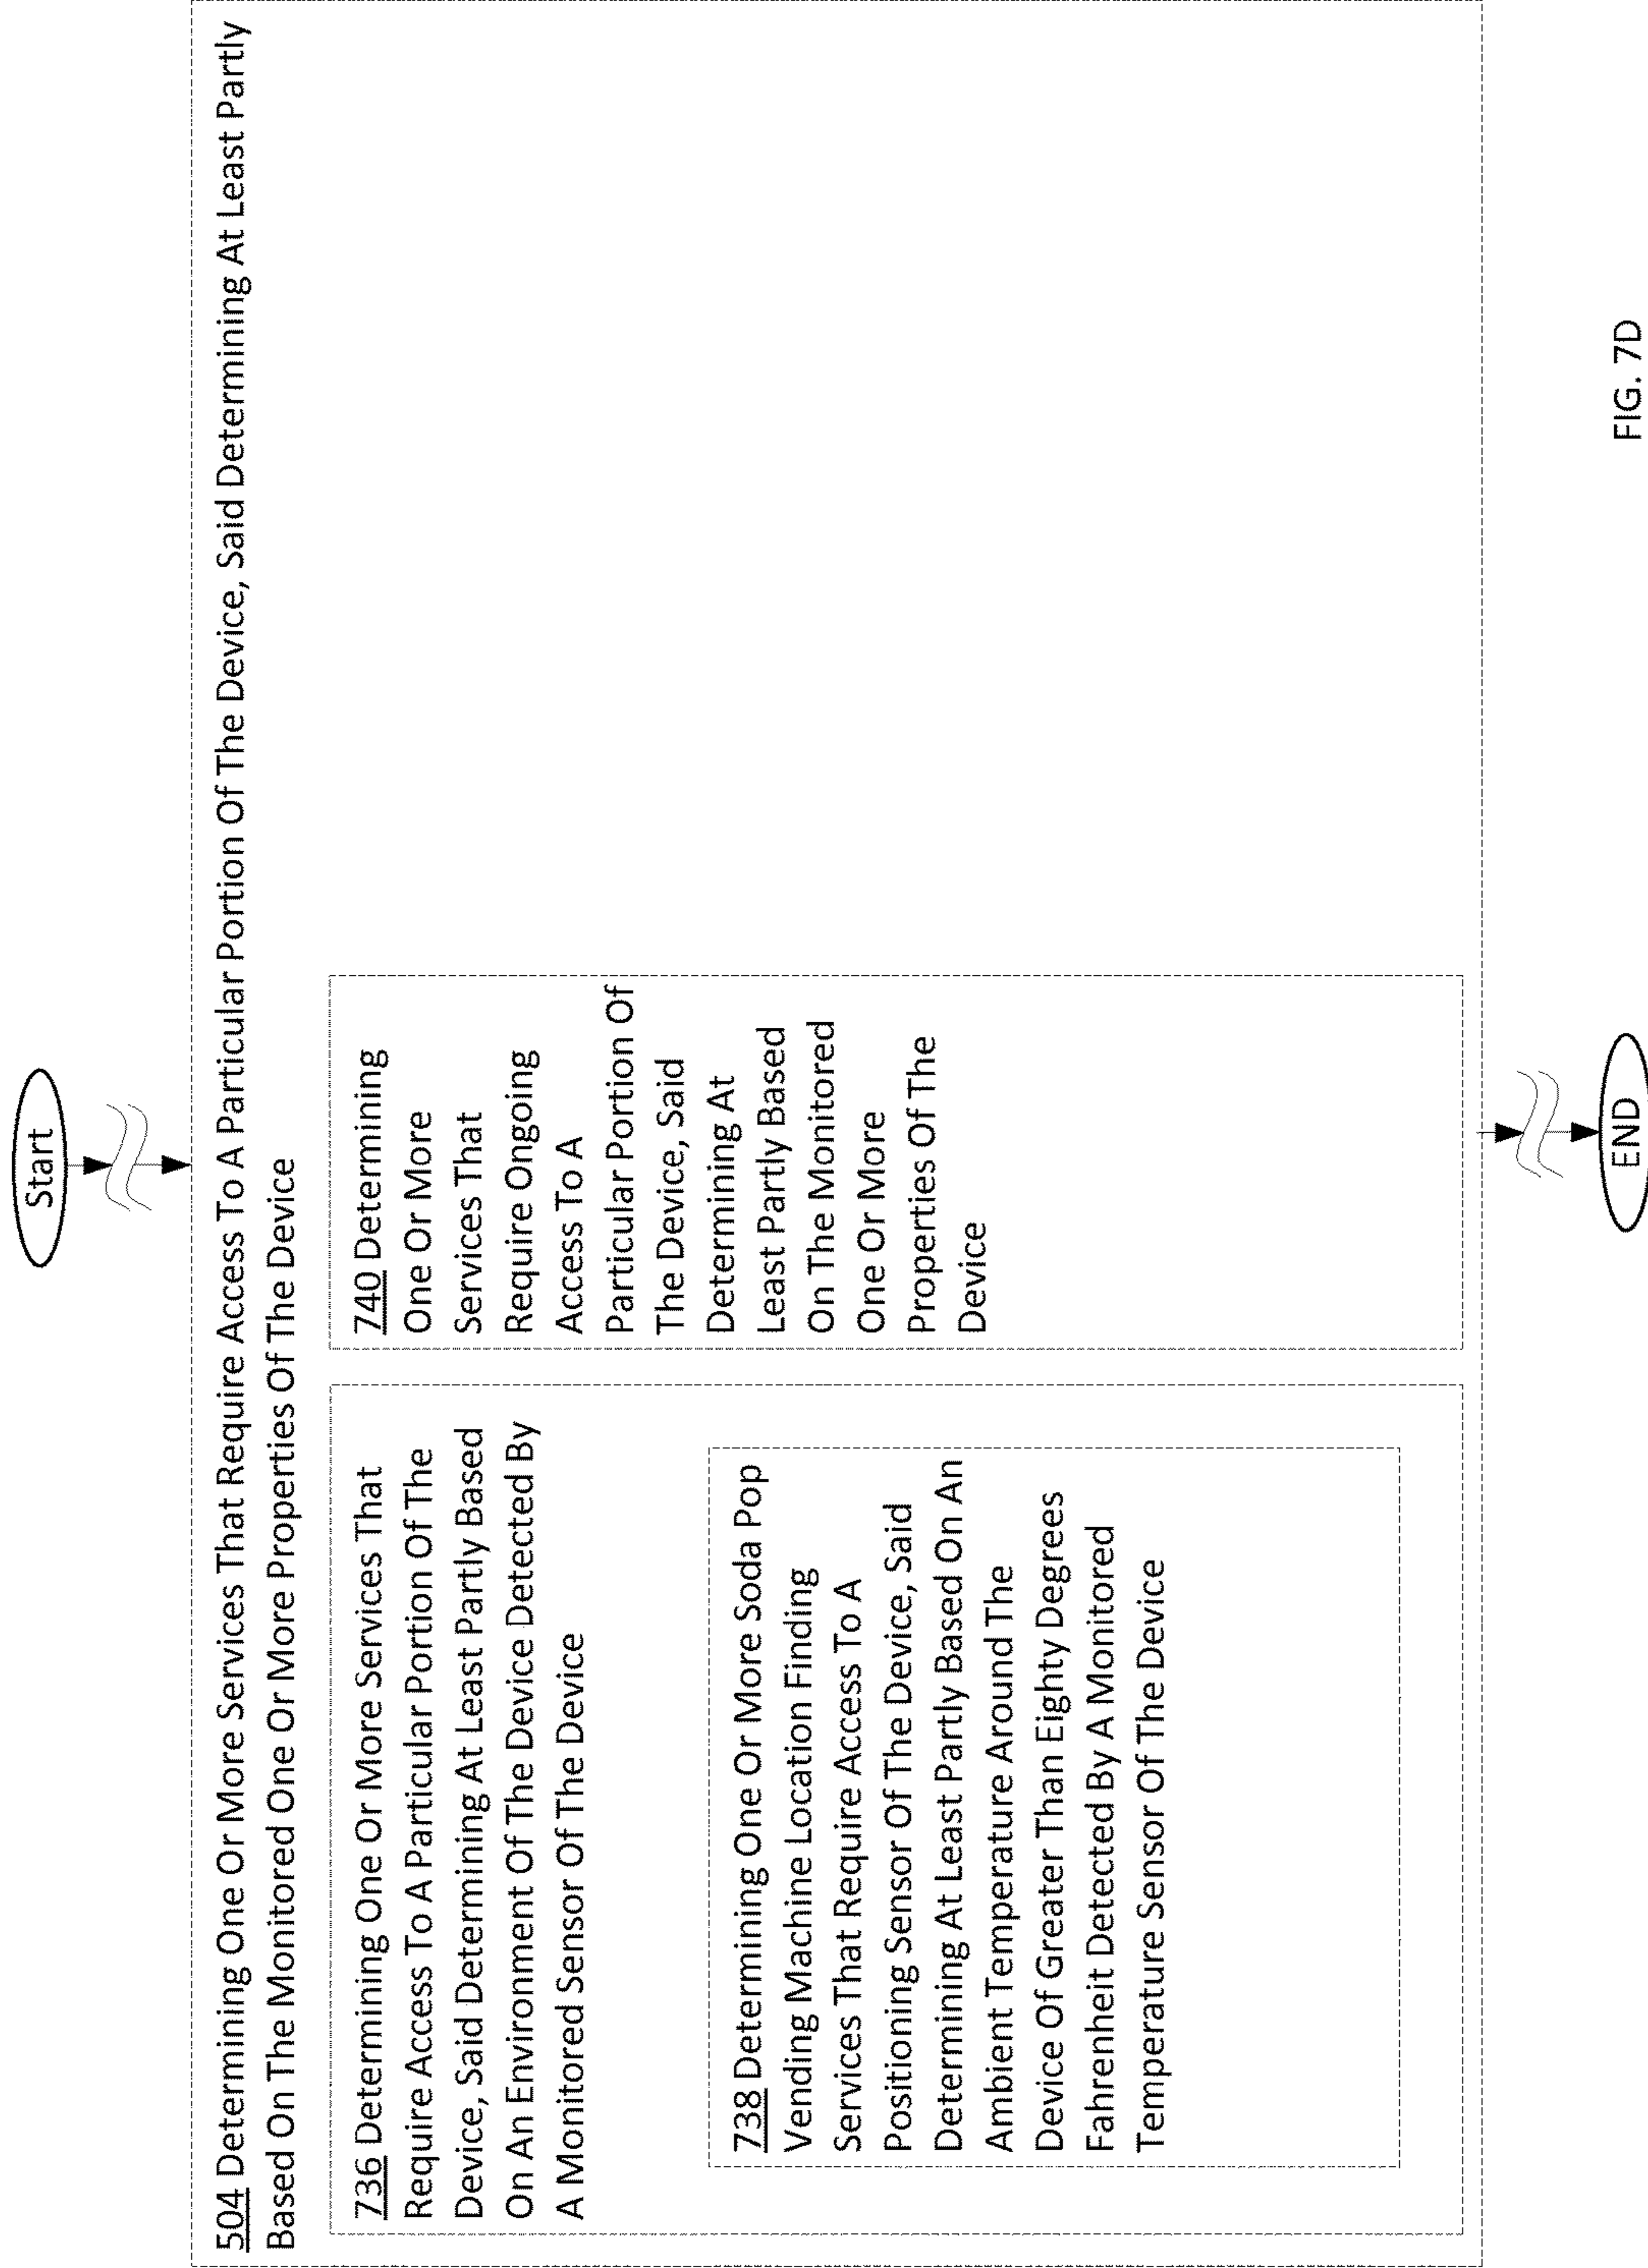 Start
504 Determining One Or More Services That Require Access To A Particular Portion Of The Device, Said Determining At Least Partly
Based On The Monitored One Or More Properties Of The Device
736 Determining One Or More Services That
Require Access To A Particular Portion Of The
Device, Said Determining At Least Partly Based
On An Environment Of The Device Detected By
A Monitored Sensor Of The Device
738 Determining One Or More Soda Pop
Vending Machine Location Finding
Services That Require Access To A
Positioning Sensor Of The Device, Said
Determining At Least Partly Based On An
Ambient Temperature Around The
Device Of Greater Than Eighty Degrees
Fahrenheit Detected By A Monitored
Temperature Sensor Of The Device
740 Determining
One Or More
Services That
Require Ongoing
Access To A
Particular Portion Of
The Device, Said
Determining At
Least Partly Based
On The Monitored
One Or More
Properties Of The
Device
END
FIG. 7D